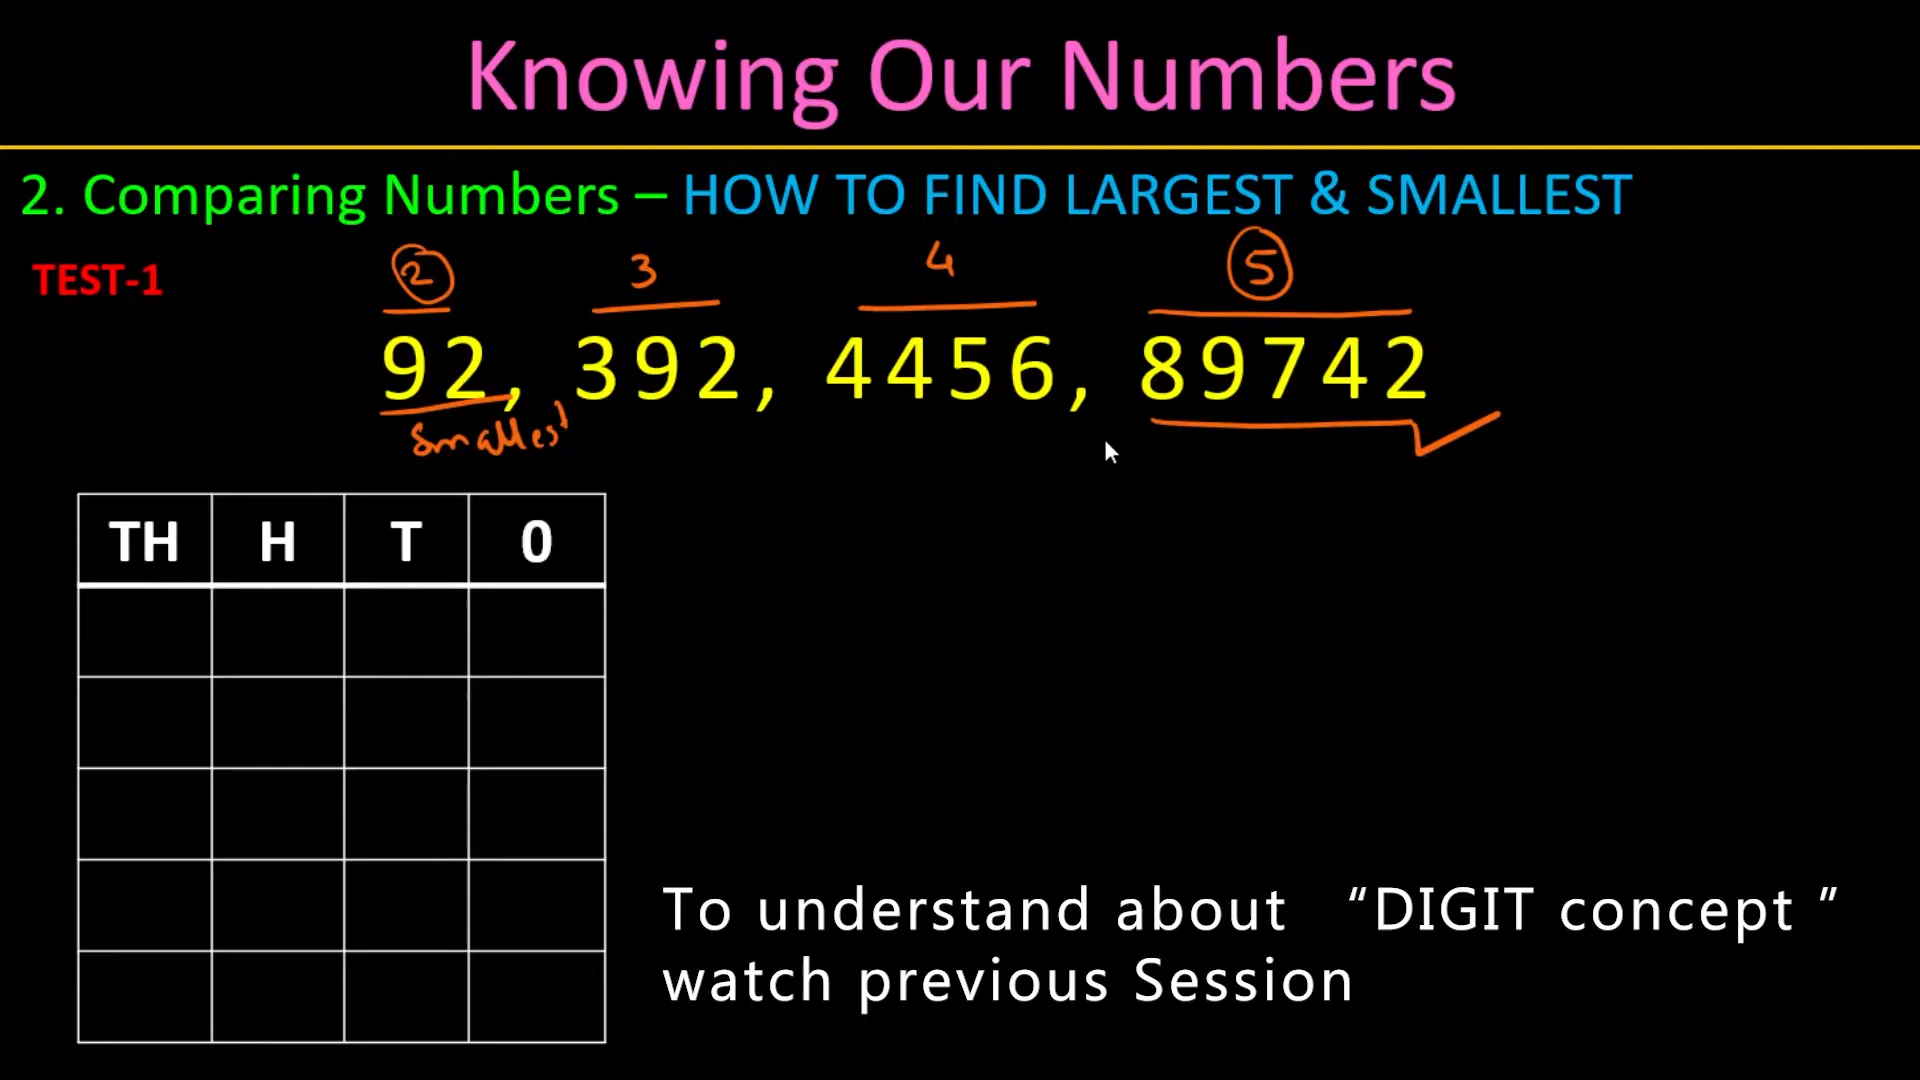 Knowing Our Numbers
2. Comparing Numbers – HOW TO FIND LARGEST & SMALLEST
TEST-1
2 3 4 5
92, 392, 4456, 89742
Smallest
TH H T 0
To understand about “DIGIT concept ”
watch previous Session